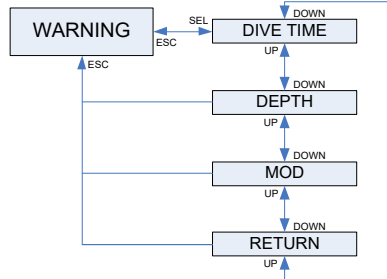 DOWN
WARNING
SEL
DIVE TIME
ESC
UP
ESC
DOWN
DEPTH
UP
DOWN
MOD
UP
DOWN
RETURN
UP